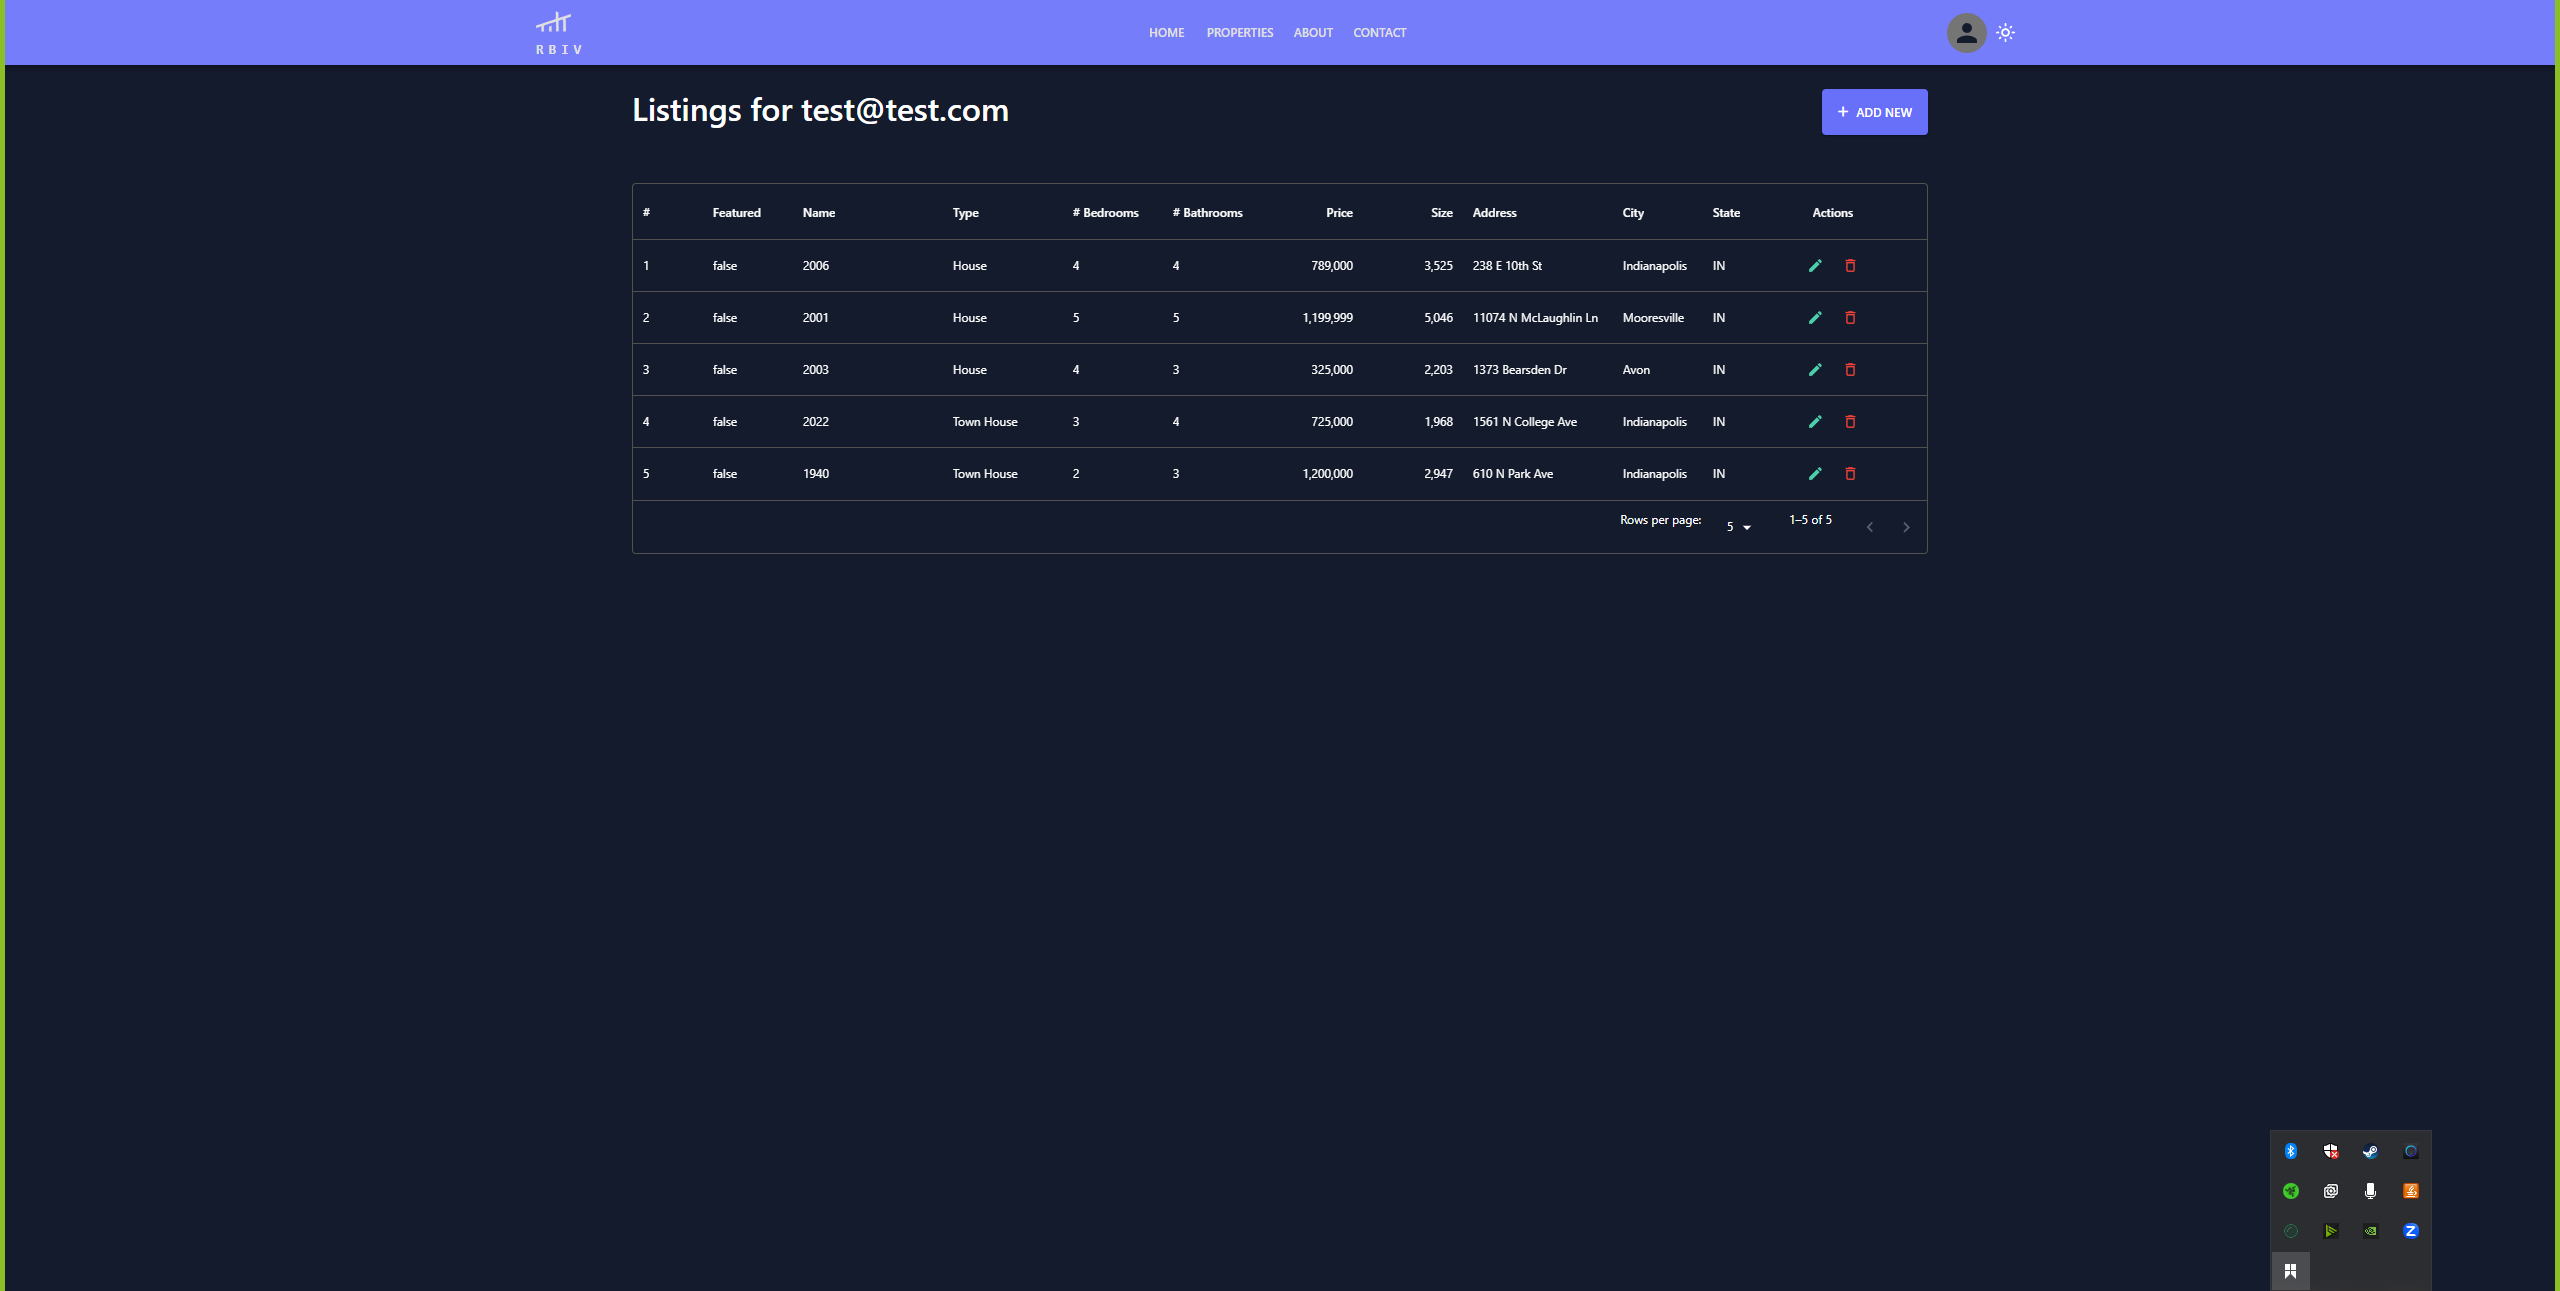 RBIV
HOME PROPERTIES ABOUT CONTACT
Listings for test@test.com
+ ADD NEW
# Featured Name Type # Bedrooms # Bathrooms Price Size Address City State Actions
1 false 2006 House 4 4 789,000 3,525 238 E 10th St Indianapolis IN
2 false 2001 House 5 5 1,199,999 5,046 11074 N McLaughlin Ln Mooresville IN
3 false 2003 House 4 3 325,000 2,203 1373 Bearsden Dr Avon IN
4 false 2022 Town House 3 4 725,000 1,968 1561 N College Ave Indianapolis IN
5 false 1940 Town House 2 3 1,200,000 2,947 610 N Park Ave Indianapolis IN
Rows per page: 5 1–5 of 5